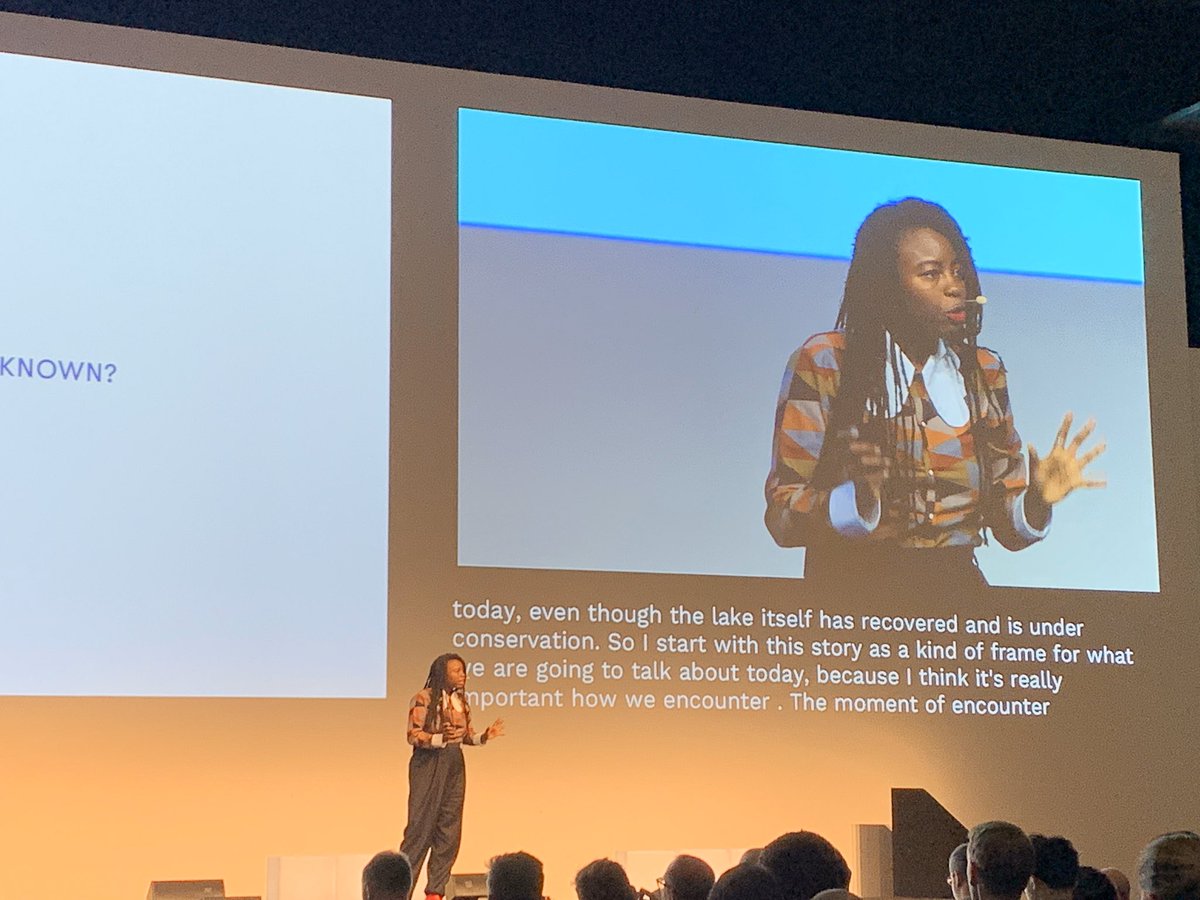 KNOWN?
today, even though the lake itself has recovered and is under
conservation. So I start with this story as a kind of frame for what
we are going to talk about today, because I think it's really
important how we encounter . The moment of encounter